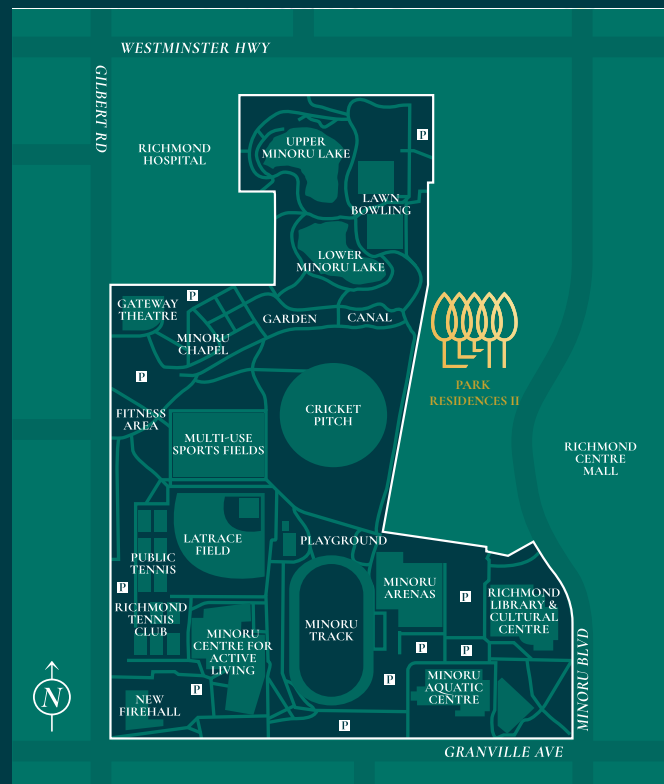 WESTMINSTER HWY
GILBERT RD
RICHMOND
HOSPITAL
UPPER
MINORU LAKE
P
LAWN
BOWLING
LOWER
MINORU LAKE
P
GATEWAY
THEATRE
GARDEN
CANAL
MINORU
CHAPEL
P
PARK
RESIDENCES II
FITNESS
AREA
CRICKET
PITCH
MULTI-USE
SPORTS FIELDS
RICHMOND
CENTRE
MALL
LATRACE
FIELD
PLAYGROUND
PUBLIC
TENNIS
P
MINORU
ARENAS
P
RICHMOND
LIBRARY &
CULTURAL
CENTRE
RICHMOND
TENNIS
CLUB
MINORU
CENTRE FOR
ACTIVE
LIVING
MINORU
TRACK
P
P
MINORU BLVD
P
P
MINORU
AQUATIC
CENTRE
NEW
FIREHALL
P
N
GRANVILLE AVE